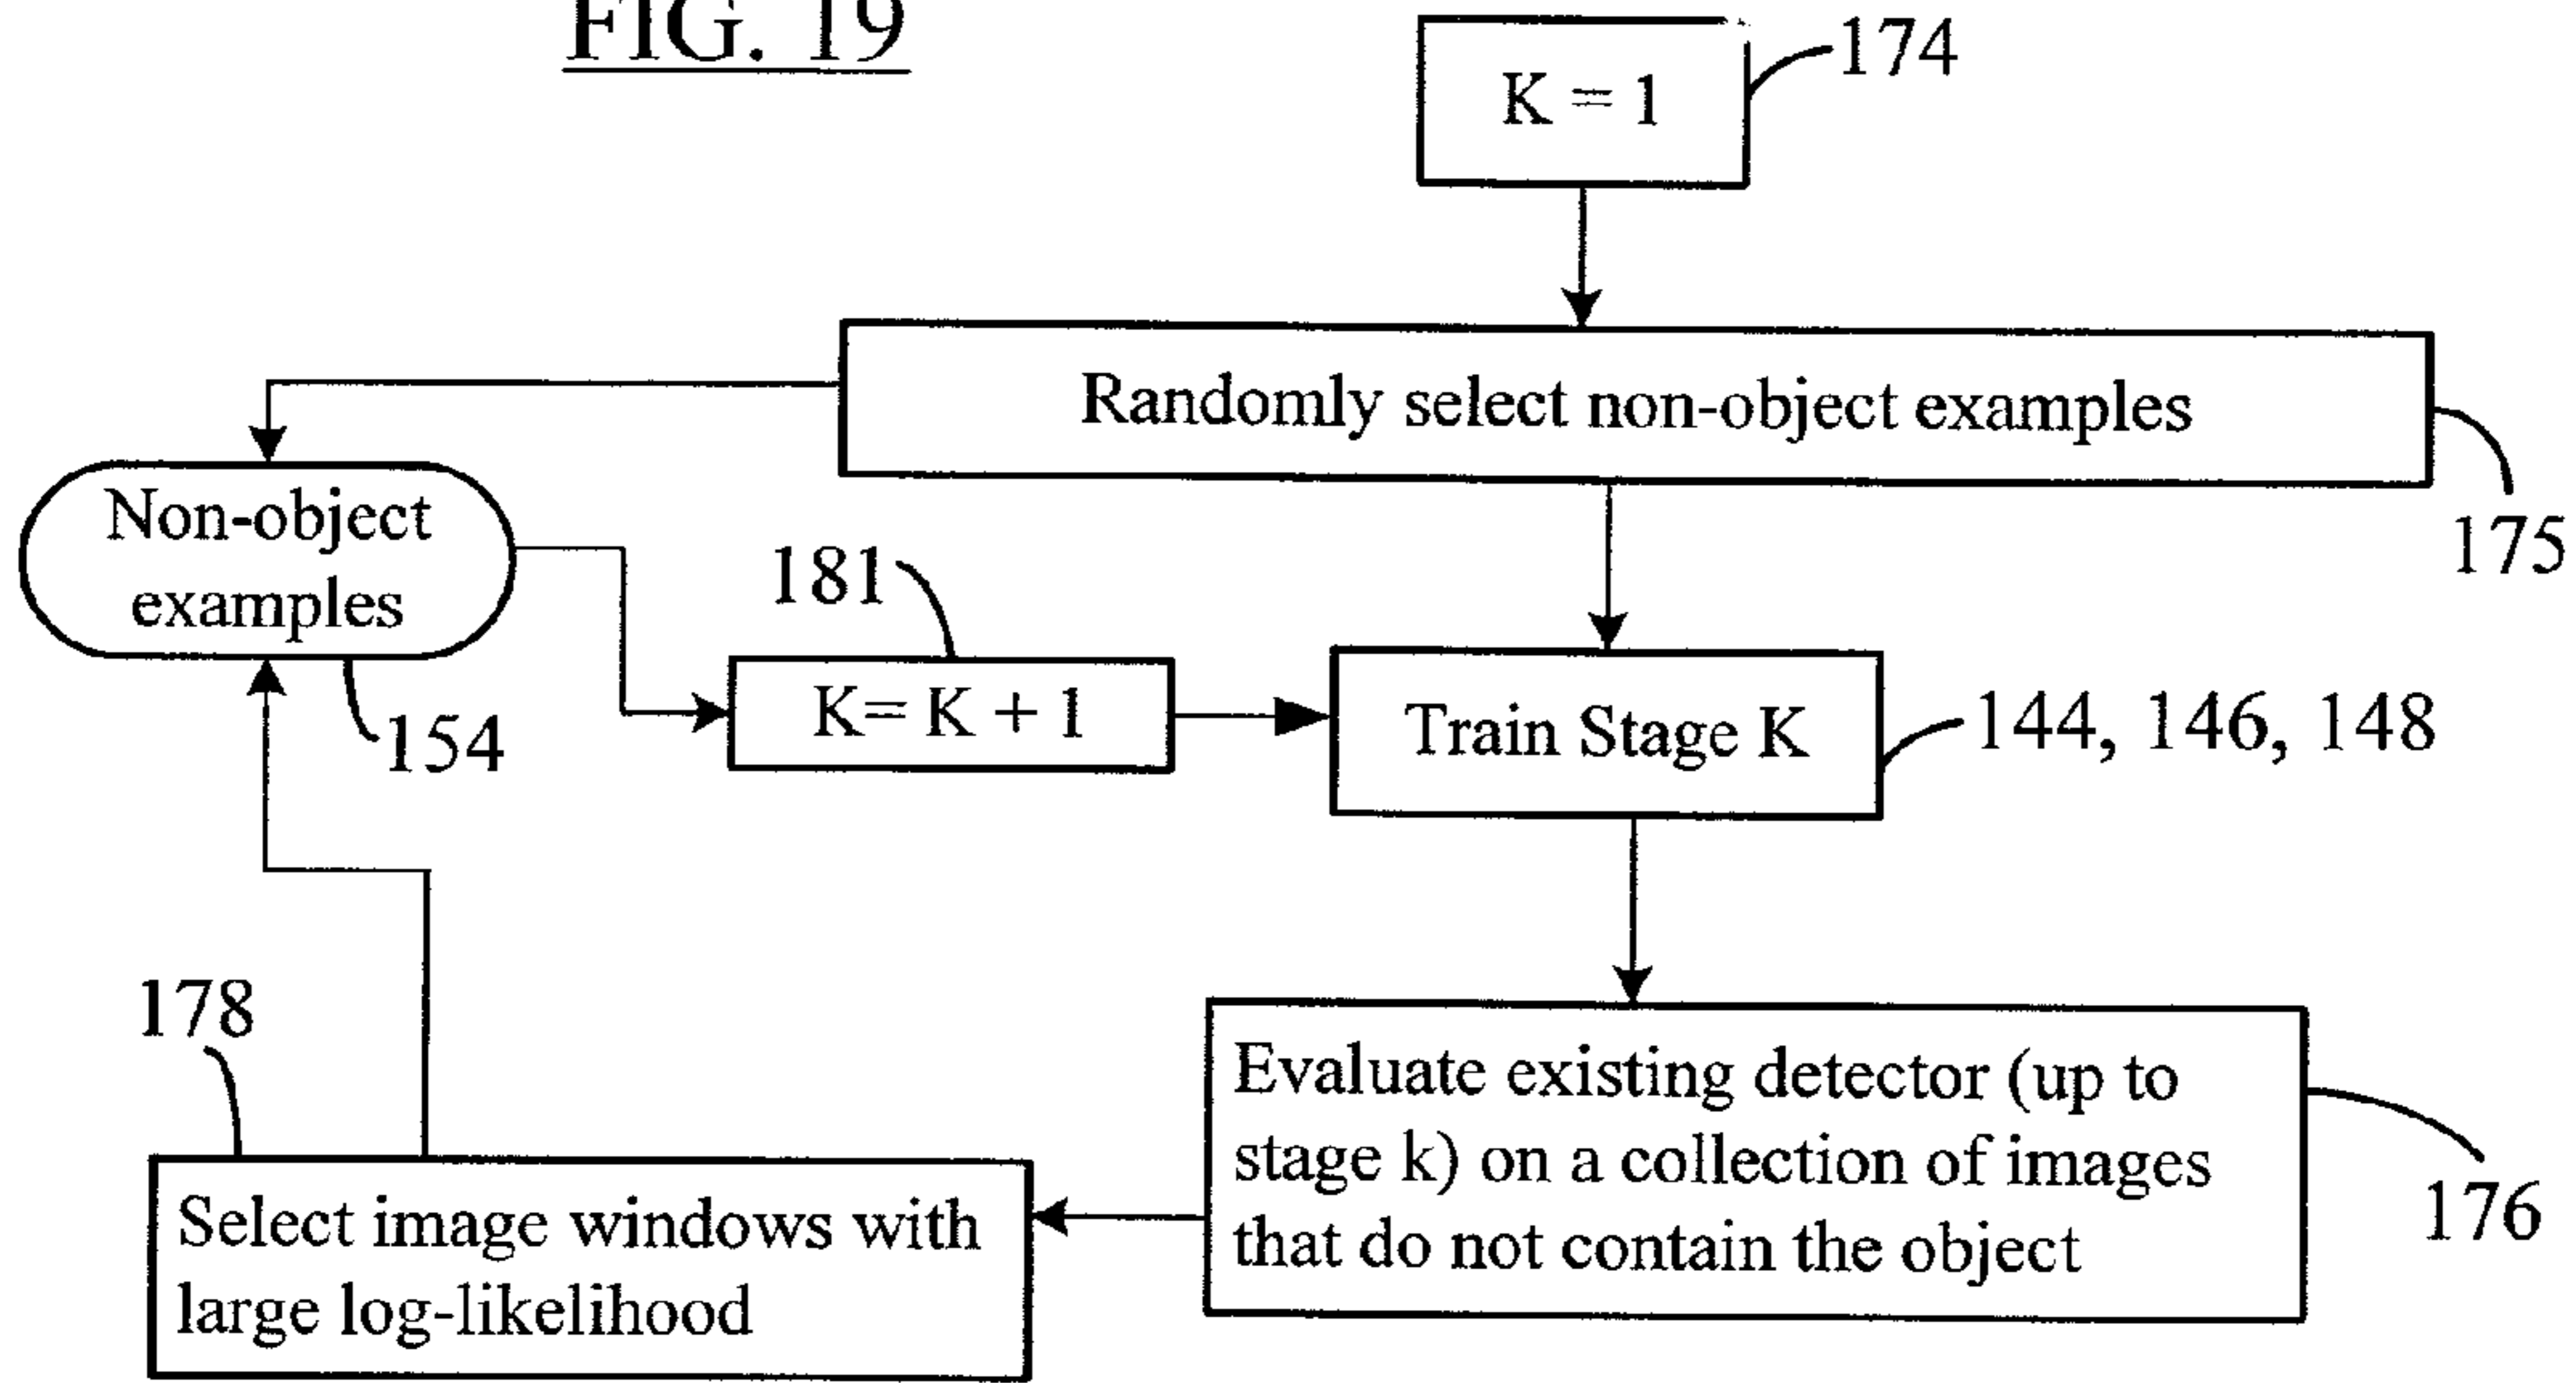 FIG. 19
K = 1
174
Randomly select non-object examples
175
Non-object
examples
154
181
K= K + 1
Train Stage K
144, 146, 148
178
Select image windows with
large log-likelihood
Evaluate existing detector (up to
stage k) on a collection of images
that do not contain the object
176